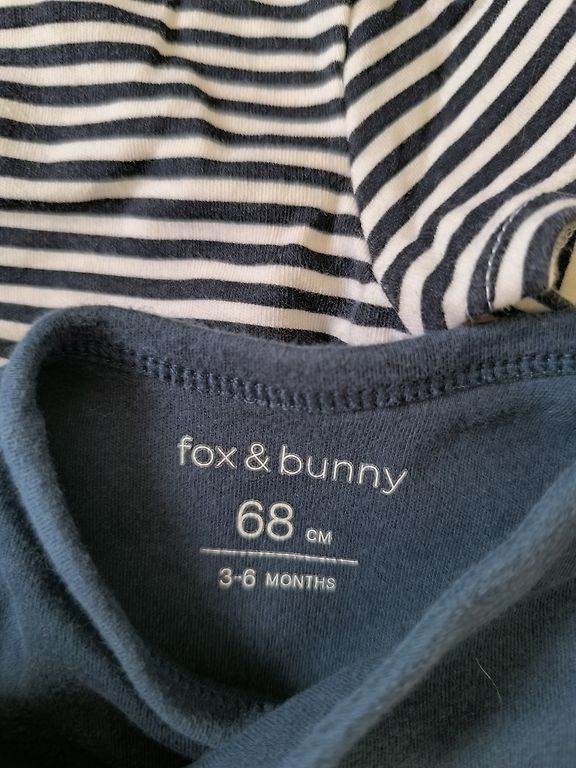 fox & bunny
68 CM
3-6 MONTHS